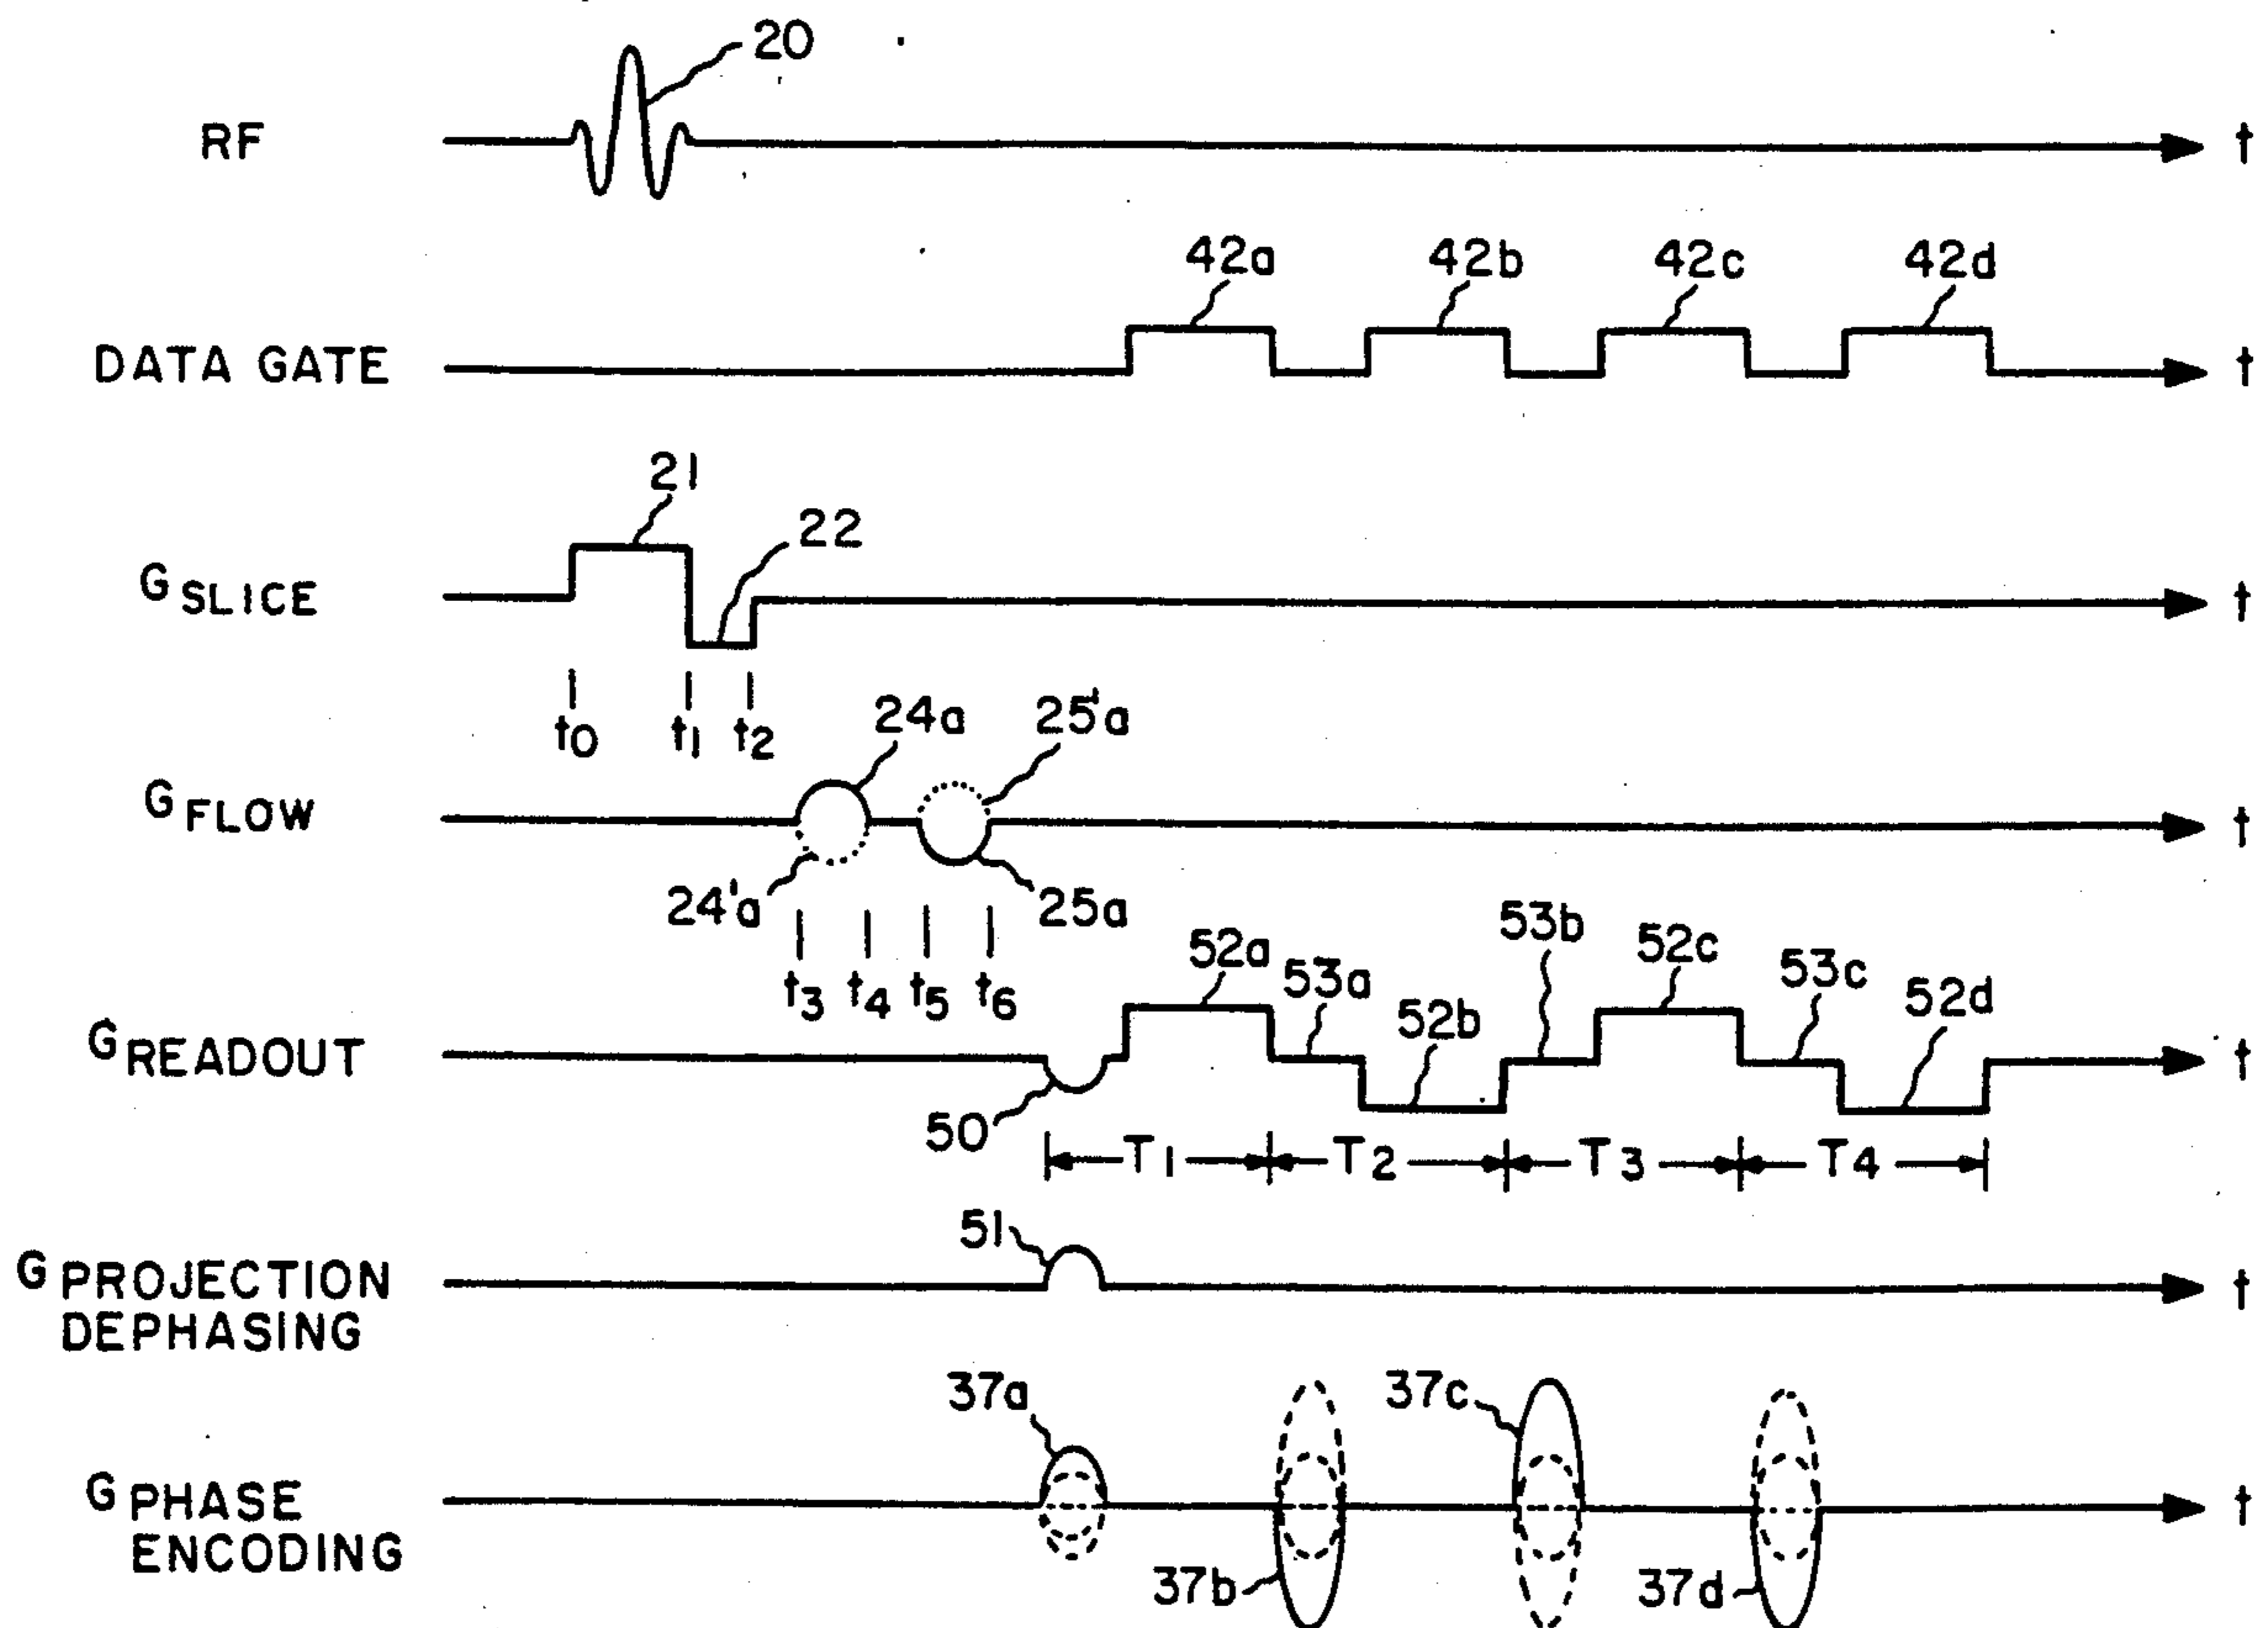 20
RF
t
42a 42b 42c 42d
DATA GATE
t
21
22
G SLICE
t
t0 t1 t2
24a 25'a
G FLOW
t
24'a 25a
t3 t4 t5 t6
52a 53a 52b 53b 52c 53c 52d
G READOUT
t
50
T1 T2 T3 T4
51
G PROJECTION
DEPHASING
t
37a 37c
G PHASE
ENCODING
t
37b 37d